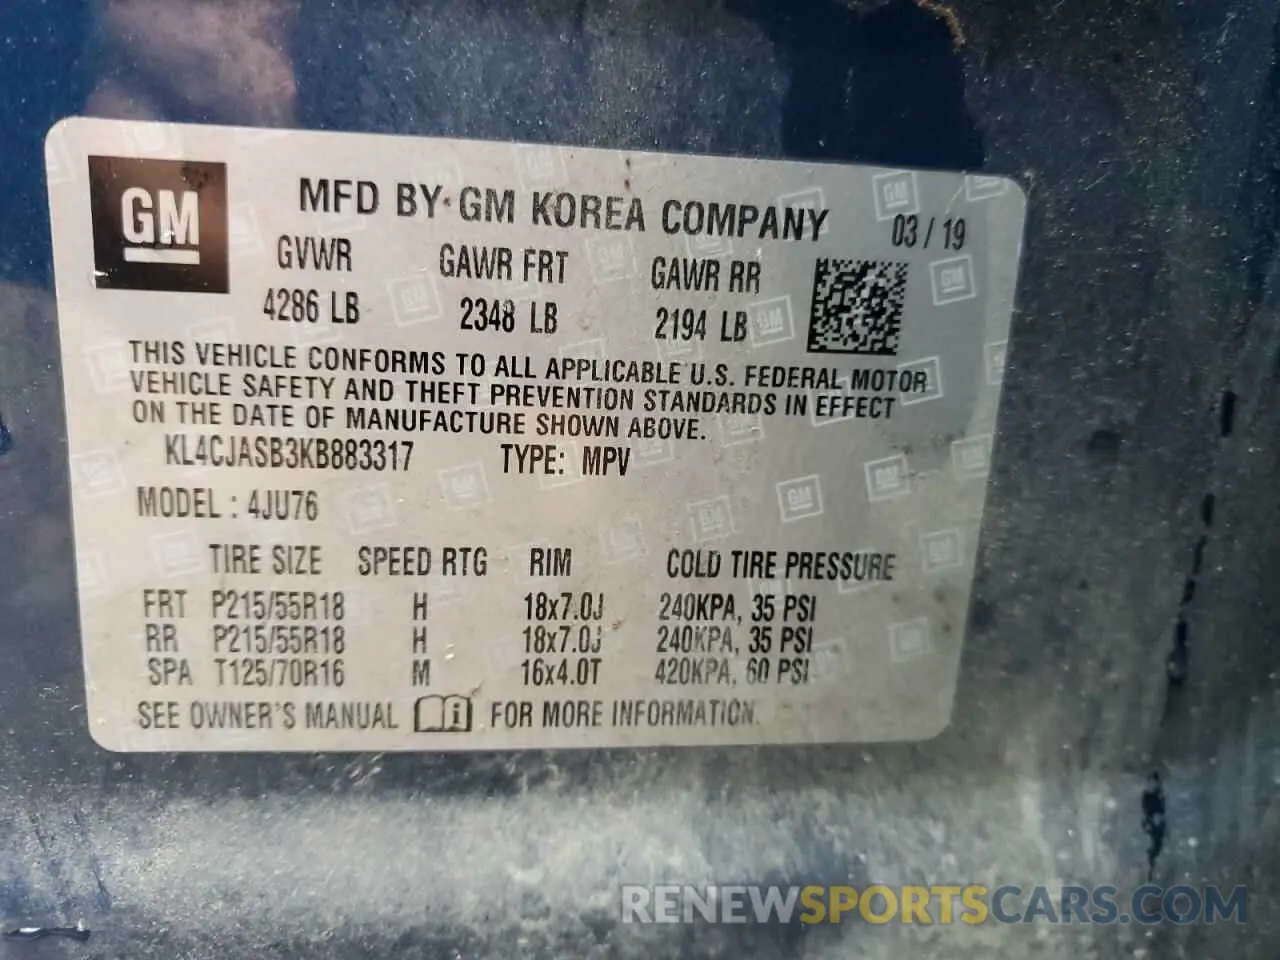 GM
MFD BY GM KOREA COMPANY 03/19
GVWR GAWR FRT GAWR RR
4286 LB 2348 LB 2194 LB
THIS VEHICLE CONFORMS TO ALL APPLICABLE U.S. FEDERAL MOTOR
VEHICLE SAFETY AND THEFT PREVENTION STANDARDS IN EFFECT
ON THE DATE OF MANUFACTURE SHOWN ABOVE.
KL4CJASB3KB883317 TYPE: MPV
MODEL : 4JU76
TIRE SIZE SPEED RTG RIM COLD TIRE PRESSURE
FRT P215/55R18 H 18x7.0J 240KPA, 35 PSI
RR P215/55R18 H 18x7.0J 240KPA, 35 PSI
SPA T125/70R16 M 16x4.0T 420KPA, 60 PSI
SEE OWNER'S MANUAL i FOR MORE INFORMATION.
RENEWSPORTSCARS.COM